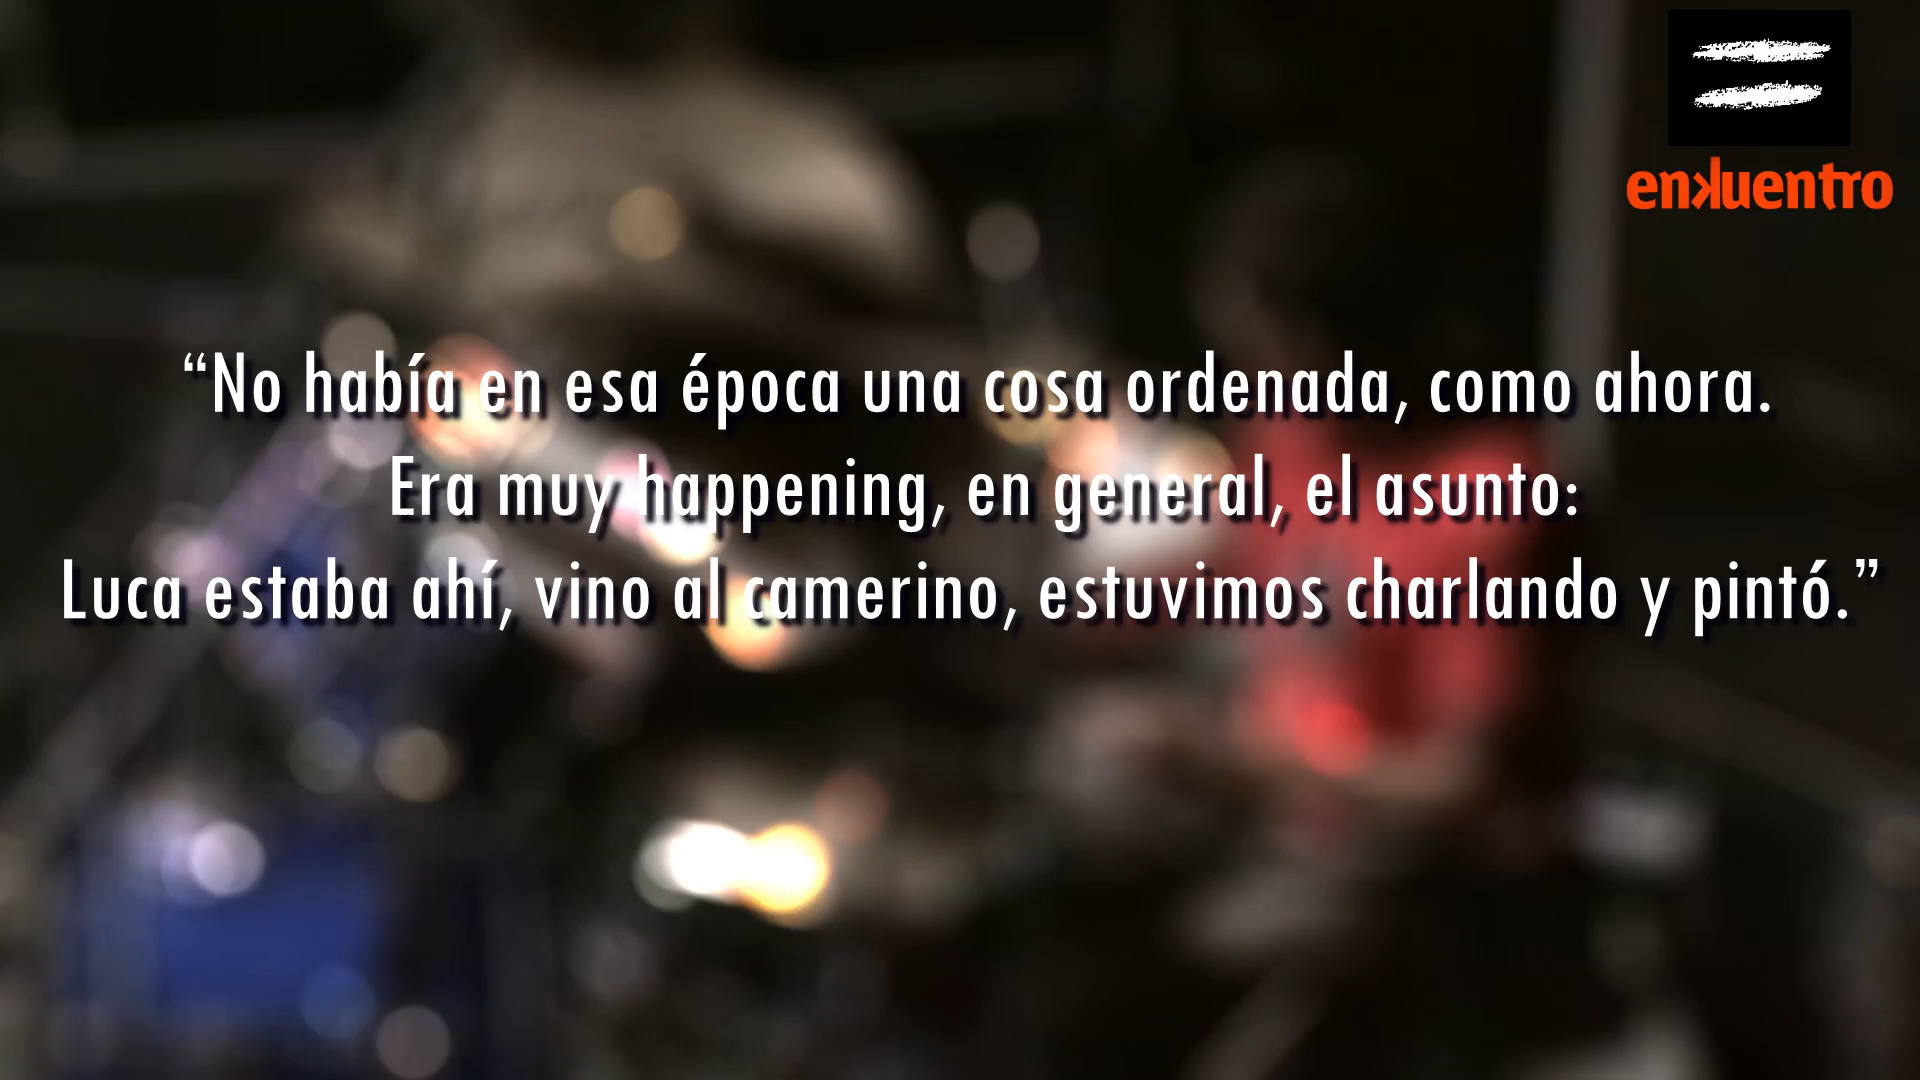 enkuentro
“No había en esa época una cosa ordenada, como ahora.
Era muy happening, en general, el asunto:
Luca estaba ahí, vino al camerino, estuvimos charlando y pintó.”